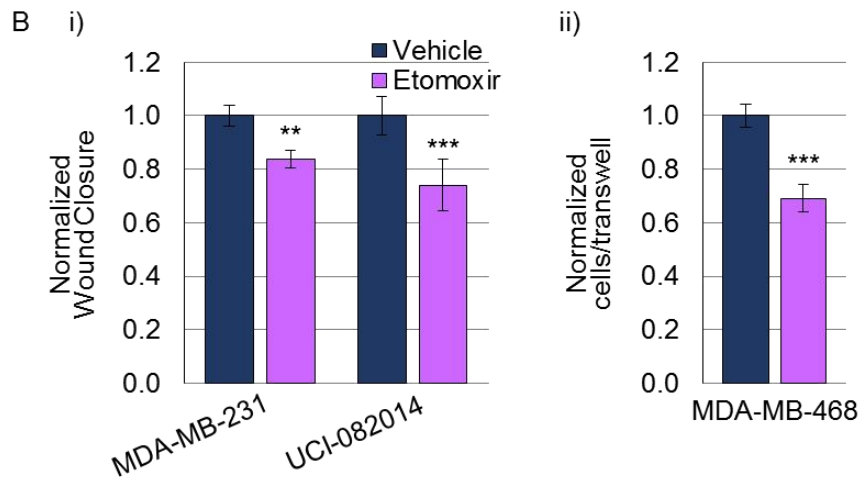 B i)
Vehicle
Etomoxir
Normalized
Wound Closure
1.2
1.0
0.8
0.6
0.4
0.2
0.0
**
***
MDA-MB-231
UCI-082014
ii)
Normalized
cells/transwell
1.2
1.0
0.8
0.6
0.4
0.2
0.0
***
MDA-MB-468